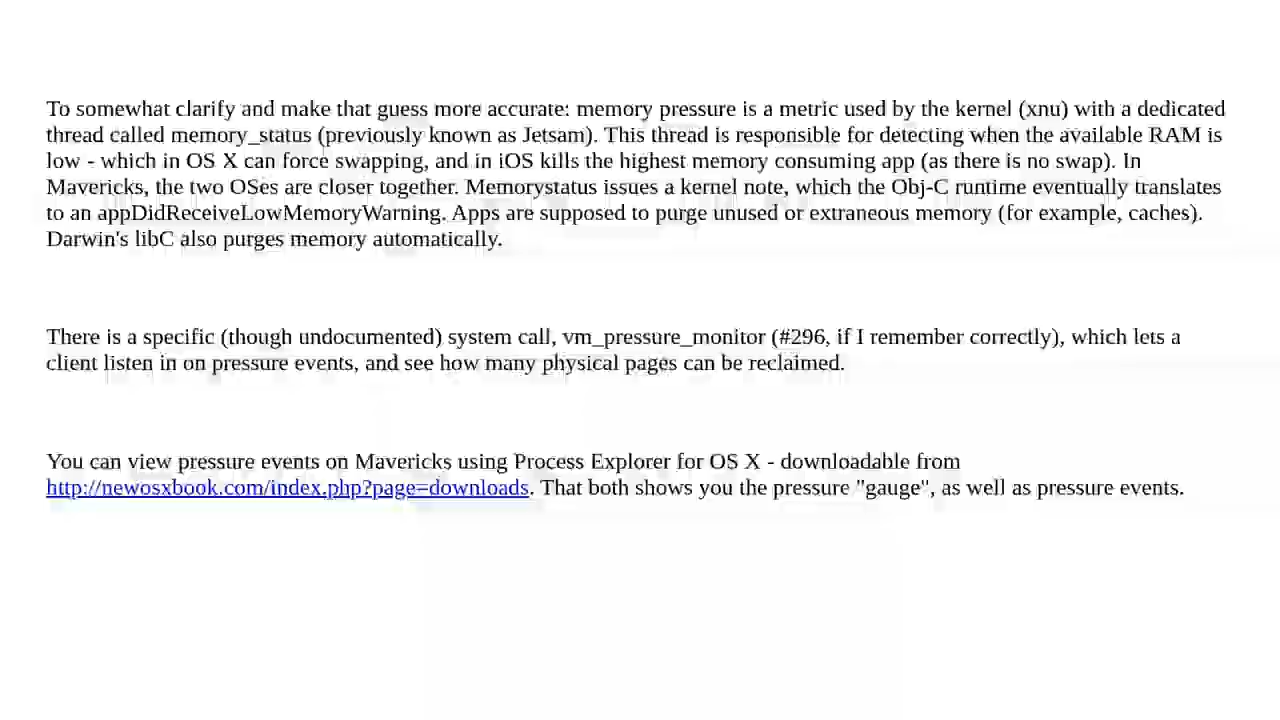 To somewhat clarify and make that guess more accurate: memory pressure is a metric used by the kernel (xnu) with a dedicated
thread called memory_status (previously known as Jetsam). This thread is responsible for detecting when the available RAM is
low - which in OS X can force swapping, and in iOS kills the highest memory consuming app (as there is no swap). In
Mavericks, the two OSes are closer together. Memorystatus issues a kernel note, which the Obj-C runtime eventually translates
to an appDidReceiveLowMemoryWarning. Apps are supposed to purge unused or extraneous memory (for example, caches).
Darwin's libC also purges memory automatically.
There is a specific (though undocumented) system call, vm_pressure_monitor (#296, if I remember correctly), which lets a
client listen in on pressure events, and see how many physical pages can be reclaimed.
You can view pressure events on Mavericks using Process Explorer for OS X - downloadable from
http://newosxbook.com/index.php?page=downloads. That both shows you the pressure "gauge", as well as pressure events.